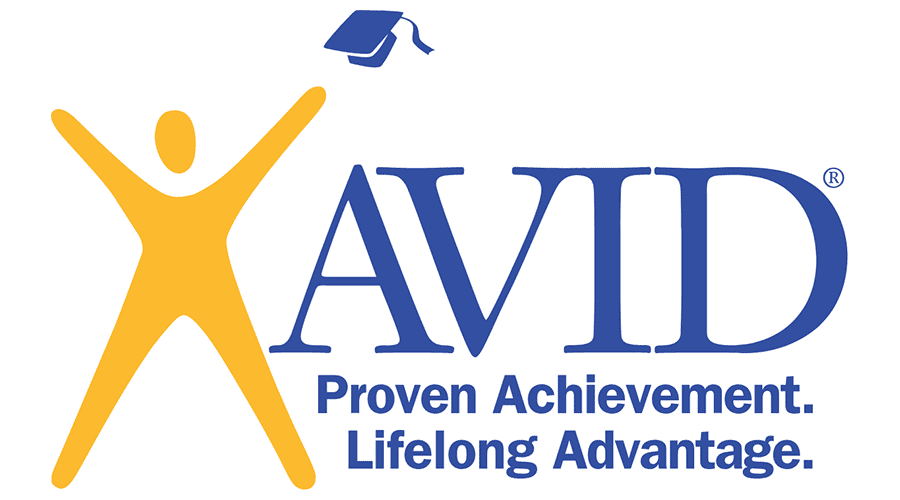 AVID®
Proven Achievement.
Lifelong Advantage.